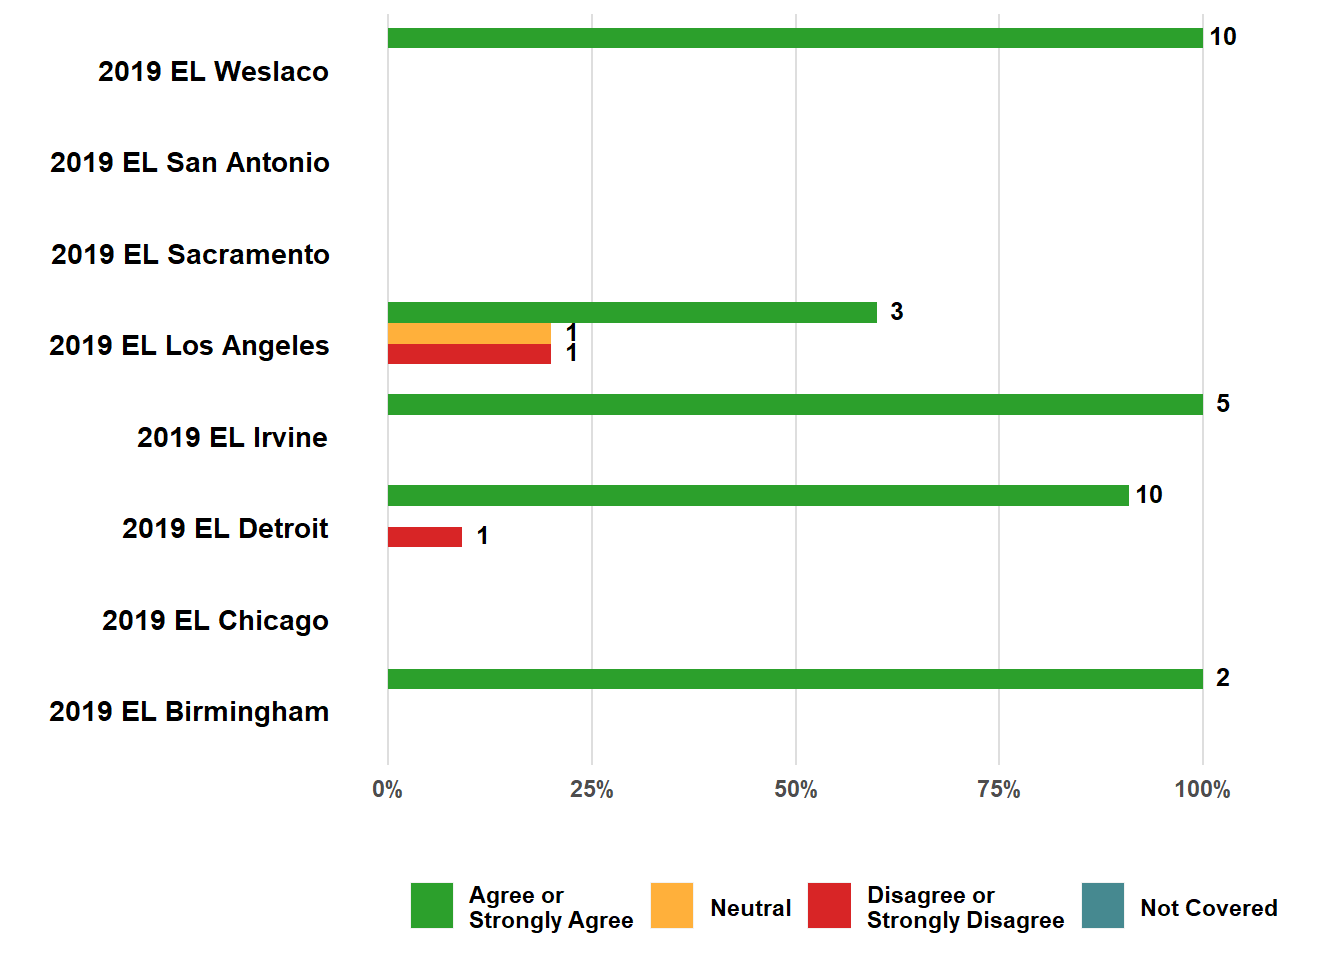 10
2019 EL Weslaco
2019 EL San Antonio
2019 EL Sacramento
3
1
2019 EL Los Angeles
1
5
2019 EL Irvine
10
2019 EL Detroit
1
2019 EL Chicago
2
2019 EL Birmingham
0% 25% 50% 75% 100%
Agree or
Strongly Agree
Neutral
Disagree or
Strongly Disagree
Not Covered